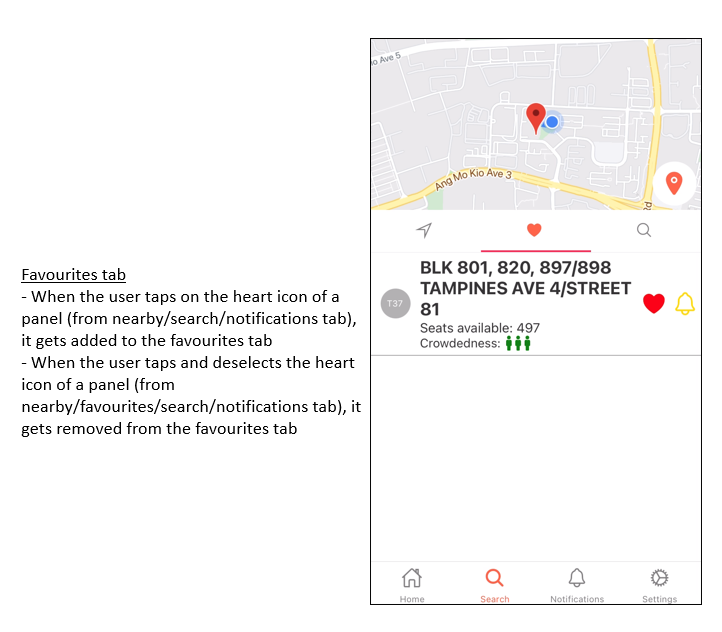 Favourites tab
- When the user taps on the heart icon of a
panel (from nearby/search/notifications tab),
it gets added to the favourites tab
- When the user taps and deselects the heart
icon of a panel (from
nearby/favourites/search/notifications tab), it
gets removed from the favourites tab
o Ave 5
Ang Mo Kio Ave 3
BLK 801, 820, 897/898
TAMPINES AVE 4/STREET
81
T37
Seats available: 497
Crowdedness:
Home
Search
Notifications
Settings